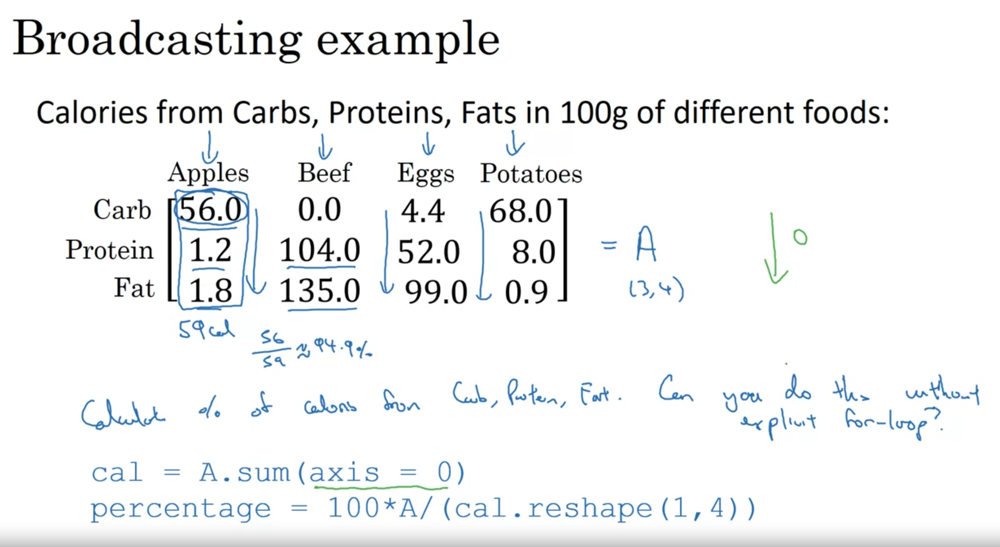 Broadcasting example
Calories from Carbs, Proteins, Fats in 100g of different foods:
Apples Beef Eggs Potatoes
Carb 56.0 0.0 4.4 68.0
Protein 1.2 104.0 52.0 8.0 = A 0
Fat 1.8 135.0 99.0 0.9 (3,4)
59 cal 56/59 ≈ 94.9%
Calculate % of calories from Carb, Protein, Fat. Can you do this without
explicit for-loop?
cal = A.sum(axis = 0)
percentage = 100*A/(cal.reshape(1,4))